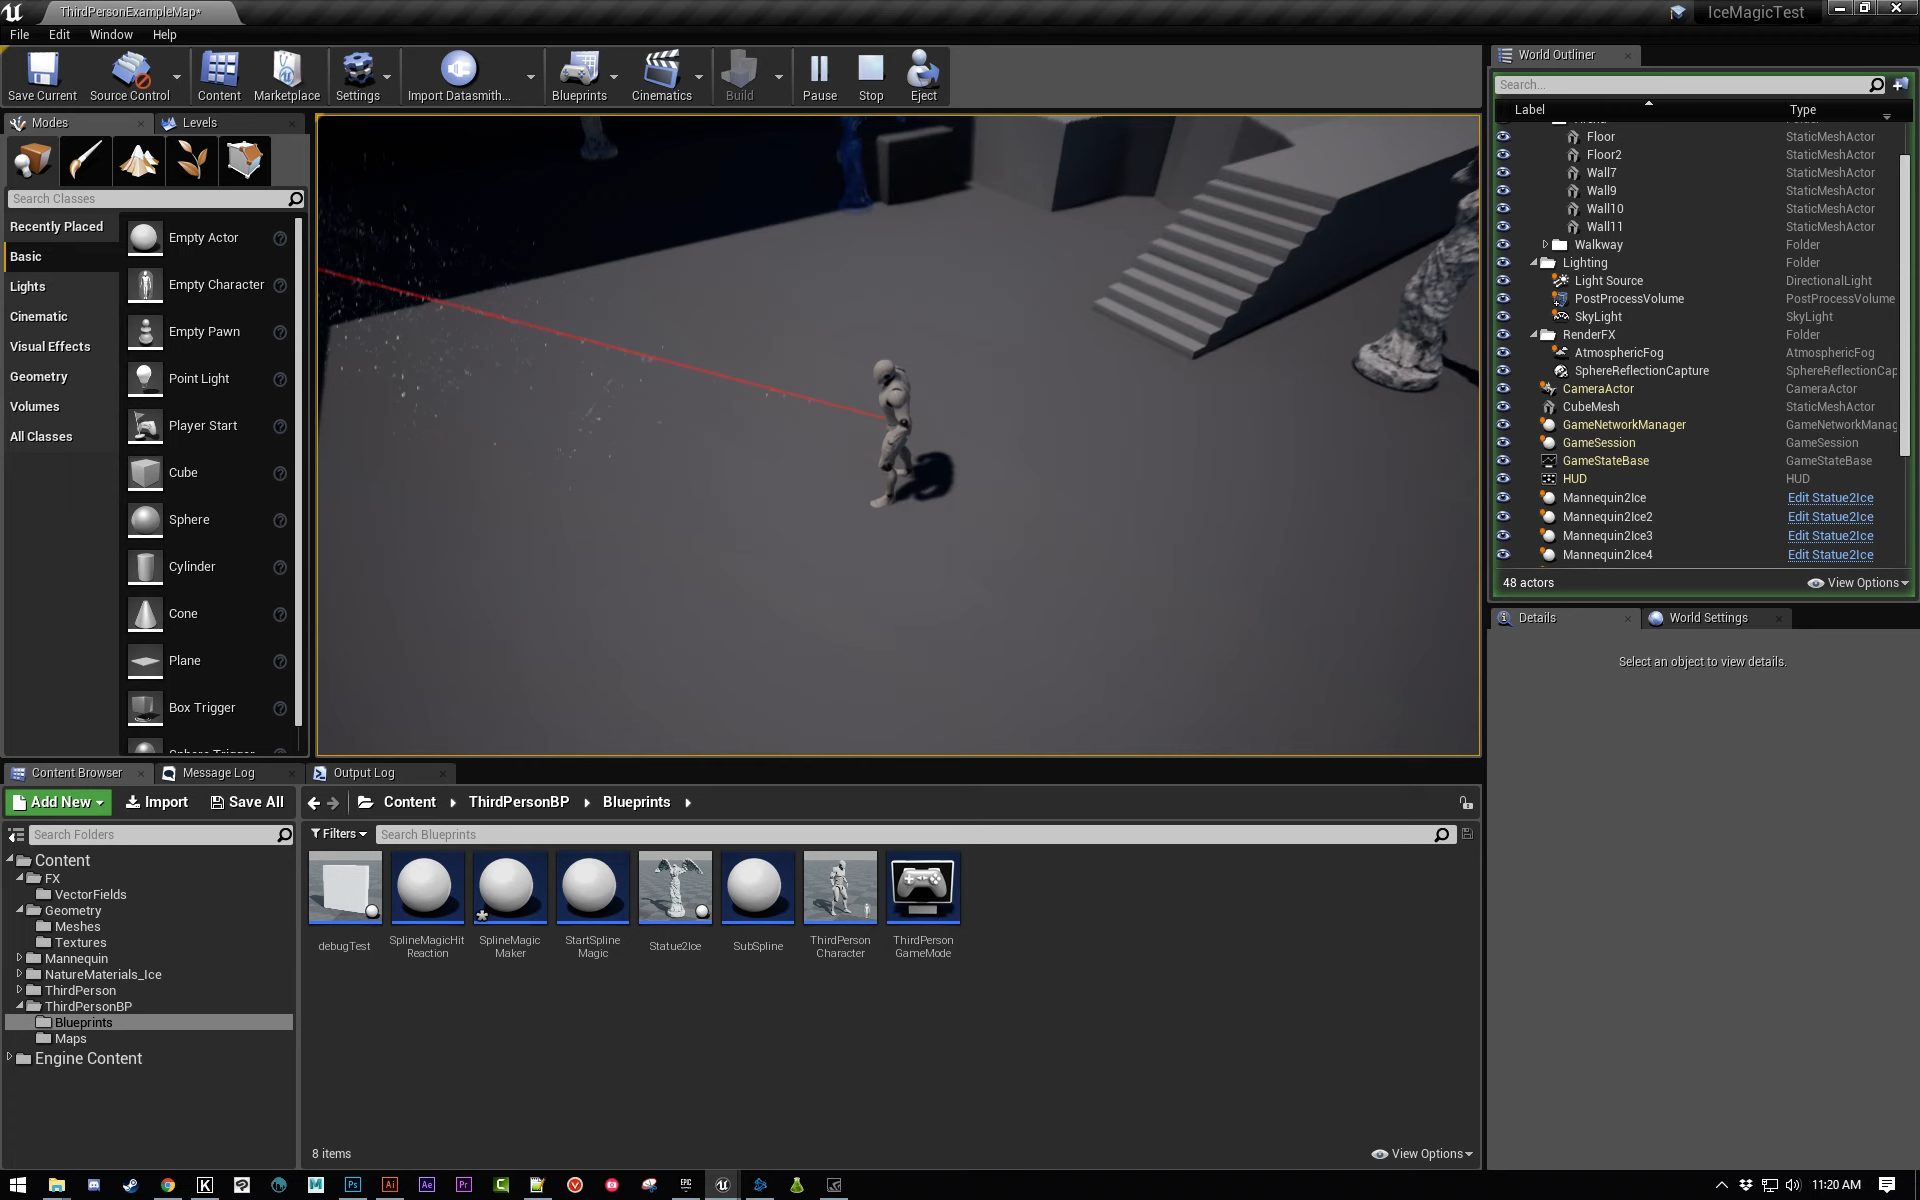 ThirdPersonExampleMap*
IceMagicTest
File Edit Window Help
Save Current
Source Control
Content
Marketplace
Settings
Import Datasmith...
Blueprints
Cinematics
Build
Pause
Stop
Eject
Modes
Levels
Search Classes
Recently Placed
Basic
Lights
Cinematic
Visual Effects
Geometry
Volumes
All Classes
Empty Actor
Empty Character
Empty Pawn
Point Light
Player Start
Cube
Sphere
Cylinder
Cone
Plane
Box Trigger
Sphere Trigger
World Outliner
Search...
Label Type
Floor StaticMeshActor
Floor2 StaticMeshActor
Wall7 StaticMeshActor
Wall9 StaticMeshActor
Wall10 StaticMeshActor
Wall11 StaticMeshActor
Walkway Folder
Lighting Folder
Light Source DirectionalLight
PostProcessVolume PostProcessVolume
SkyLight SkyLight
RenderFX Folder
AtmosphericFog AtmosphericFog
SphereReflectionCapture SphereReflectionCap
CameraActor CameraActor
CubeMesh StaticMeshActor
GameNetworkManager GameNetworkManag
GameSession GameSession
GameStateBase GameStateBase
HUD HUD
Mannequin2Ice Edit Statue2Ice
Mannequin2Ice2 Edit Statue2Ice
Mannequin2Ice3 Edit Statue2Ice
Mannequin2Ice4 Edit Statue2Ice
48 actors
View Options
Details
World Settings
Select an object to view details.
Content Browser
Message Log
Output Log
Add New
Import
Save All
Content ThirdPersonBP Blueprints
Search Folders
Filters
Search Blueprints
Content
FX
VectorFields
Geometry
Meshes
Textures
Mannequin
NatureMaterials_Ice
ThirdPerson
ThirdPersonBP
Blueprints
Maps
Engine Content
debugTest
SplineMagicHit
Reaction
SplineMagic
Maker
StartSpline
Magic
Statue2Ice
SubSpline
ThirdPerson
Character
ThirdPerson
GameMode
8 items
View Options
K
M
Ps
Ai
Ae
Pr
C
EPIC
11:20 AM